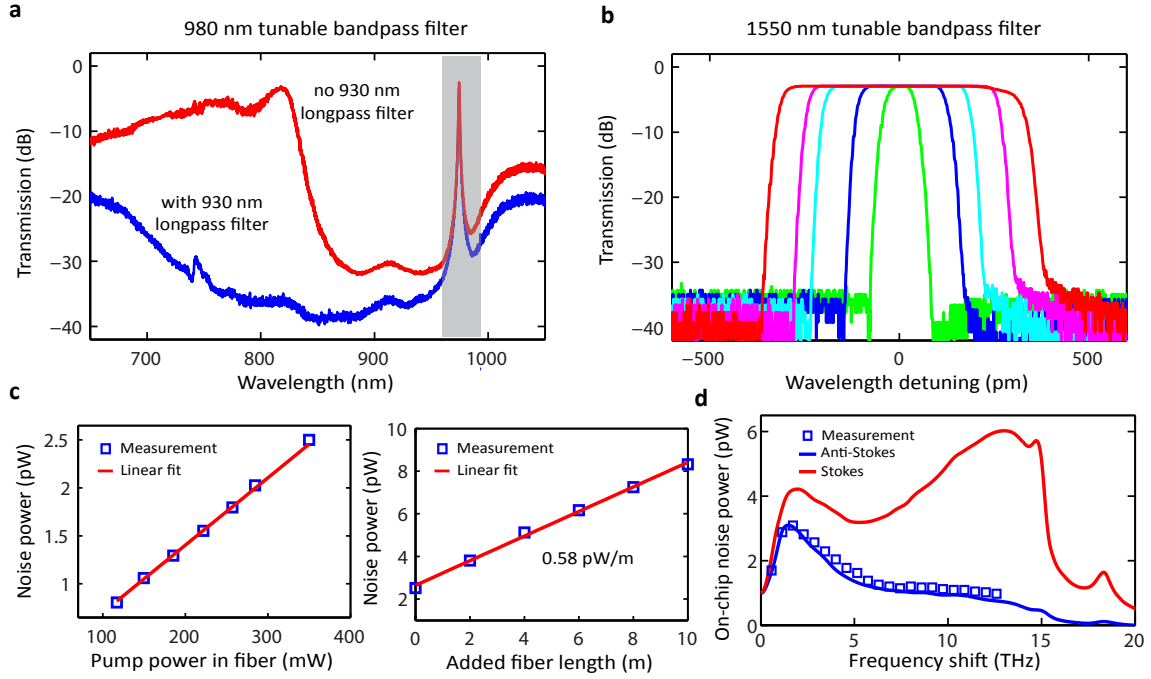 a
980 nm tunable bandpass filter
0
−10
−20
−30
−40
Transmission (dB)
no 930 nm
longpass filter
with 930 nm
longpass filter
700
800
900
1000
Wavelength (nm)
b
1550 nm tunable bandpass filter
0
−10
−20
−30
−40
Transmission (dB)
−500
0
500
Wavelength detuning (pm)
c
2.5
2
1.5
1
Noise power (pW)
Measurement
Linear fit
100
200
300
400
Pump power in fiber (mW)
10
8
6
4
2
Noise power (pW)
Measurement
Linear fit
0.58 pW/m
0
2
4
6
8
10
Added fiber length (m)
d
6
4
2
0
On-chip noise power (pW)
Measurement
Anti-Stokes
Stokes
0
5
10
15
20
Frequency shift (THz)